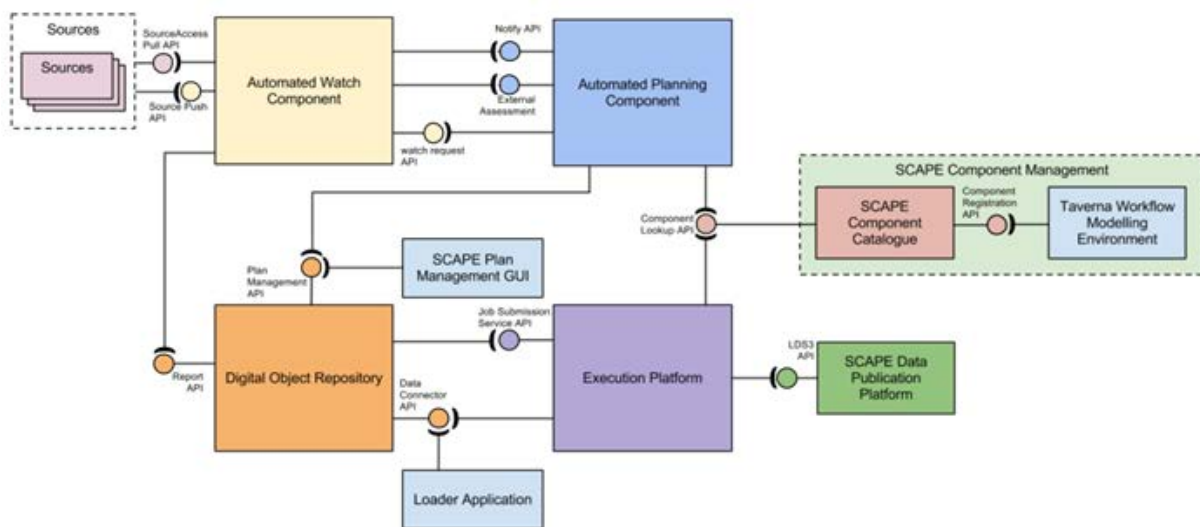 Sources
Sources
SourceAccess
Pull API
Source Push
API
Automated Watch
Component
Notify API
External
Assessment
watch request
API
Automated Planning
Component
SCAPE Component Management
SCAPE
Component
Catalogue
Component
Registration
API
Taverna Workflow
Modelling
Environment
Component
Lookup API
Plan
Management
API
SCAPE Plan
Management GUI
Report
API
Digital Object Repository
Job Submission
Service API
Data
Connector
API
Execution Platform
LDS3
API
SCAPE Data
Publication
Platform
Loader Application